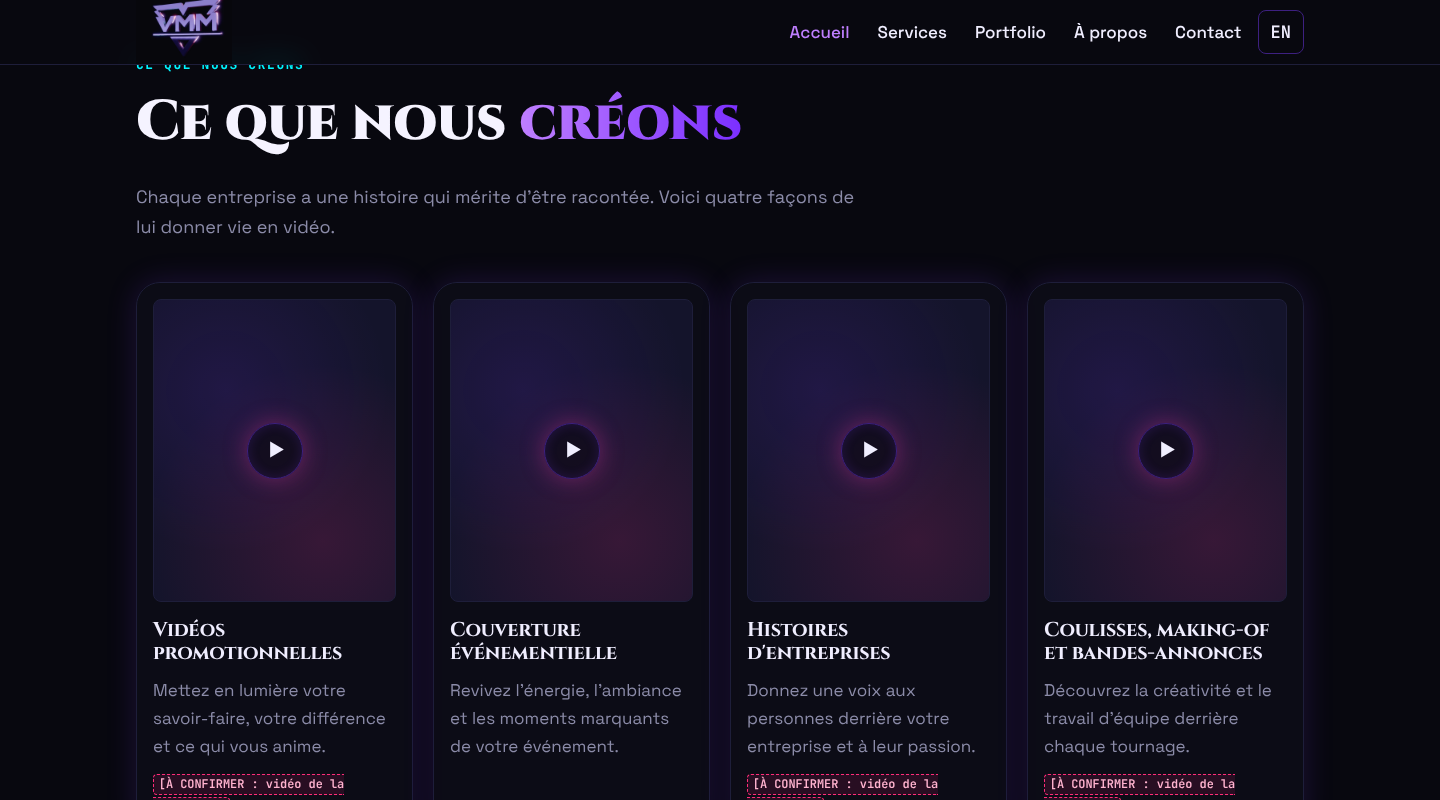 VMM
Accueil Services Portfolio À propos Contact EN
CE QUE NOUS CRÉONS
Ce que nous créons
Chaque entreprise a une histoire qui mérite d'être racontée. Voici quatre façons de
lui donner vie en vidéo.
Vidéos
promotionnelles
Mettez en lumière votre
savoir-faire, votre différence
et ce qui vous anime.
[À CONFIRMER : vidéo de la
Couverture
événementielle
Revivez l'énergie, l'ambiance
et les moments marquants
de votre événement.
Histoires
d'entreprises
Donnez une voix aux
personnes derrière votre
entreprise et à leur passion.
[À CONFIRMER : vidéo de la
Coulisses, making-of
et bandes-annonces
Découvrez la créativité et le
travail d'équipe derrière
chaque tournage.
[À CONFIRMER : vidéo de la